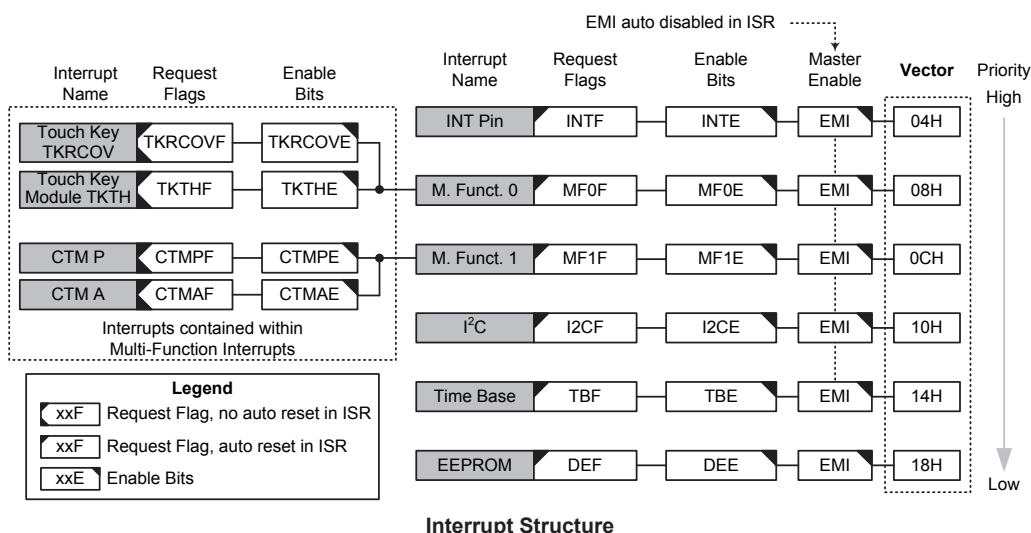 EMI auto disabled in ISR
Interrupt Name
Request Flags
Enable Bits
Interrupt Name
Request Flags
Enable Bits
Master Enable
Vector
Priority
High
Touch Key TKRCOV
TKRCOVF
TKRCOVE
Touch Key Module TKTH
TKTHF
TKTHE
CTM P
CTMPF
CTMPE
CTM A
CTMAF
CTMAE
Interrupts contained within
Multi-Function Interrupts
INT Pin
INTF
INTE
EMI
04H
M. Funct. 0
MF0F
MF0E
EMI
08H
M. Funct. 1
MF1F
MF1E
EMI
0CH
I²C
I2CF
I2CE
EMI
10H
Time Base
TBF
TBE
EMI
14H
EEPROM
DEF
DEE
EMI
18H
Low
Legend
xxF Request Flag, no auto reset in ISR
xxF Request Flag, auto reset in ISR
xxE Enable Bits
Interrupt Structure